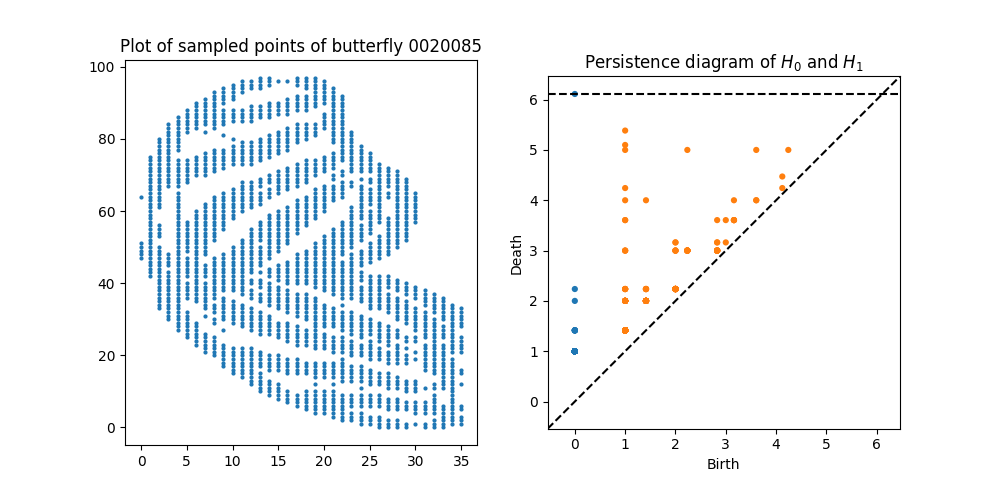 Plot of sampled points of butterfly 0020085
100
80
60
40
20
0
0 5 10 15 20 25 30 35
Persistence diagram of H₀ and H₁
6
5
4
3
2
1
0
Death
0 1 2 3 4 5 6
Birth